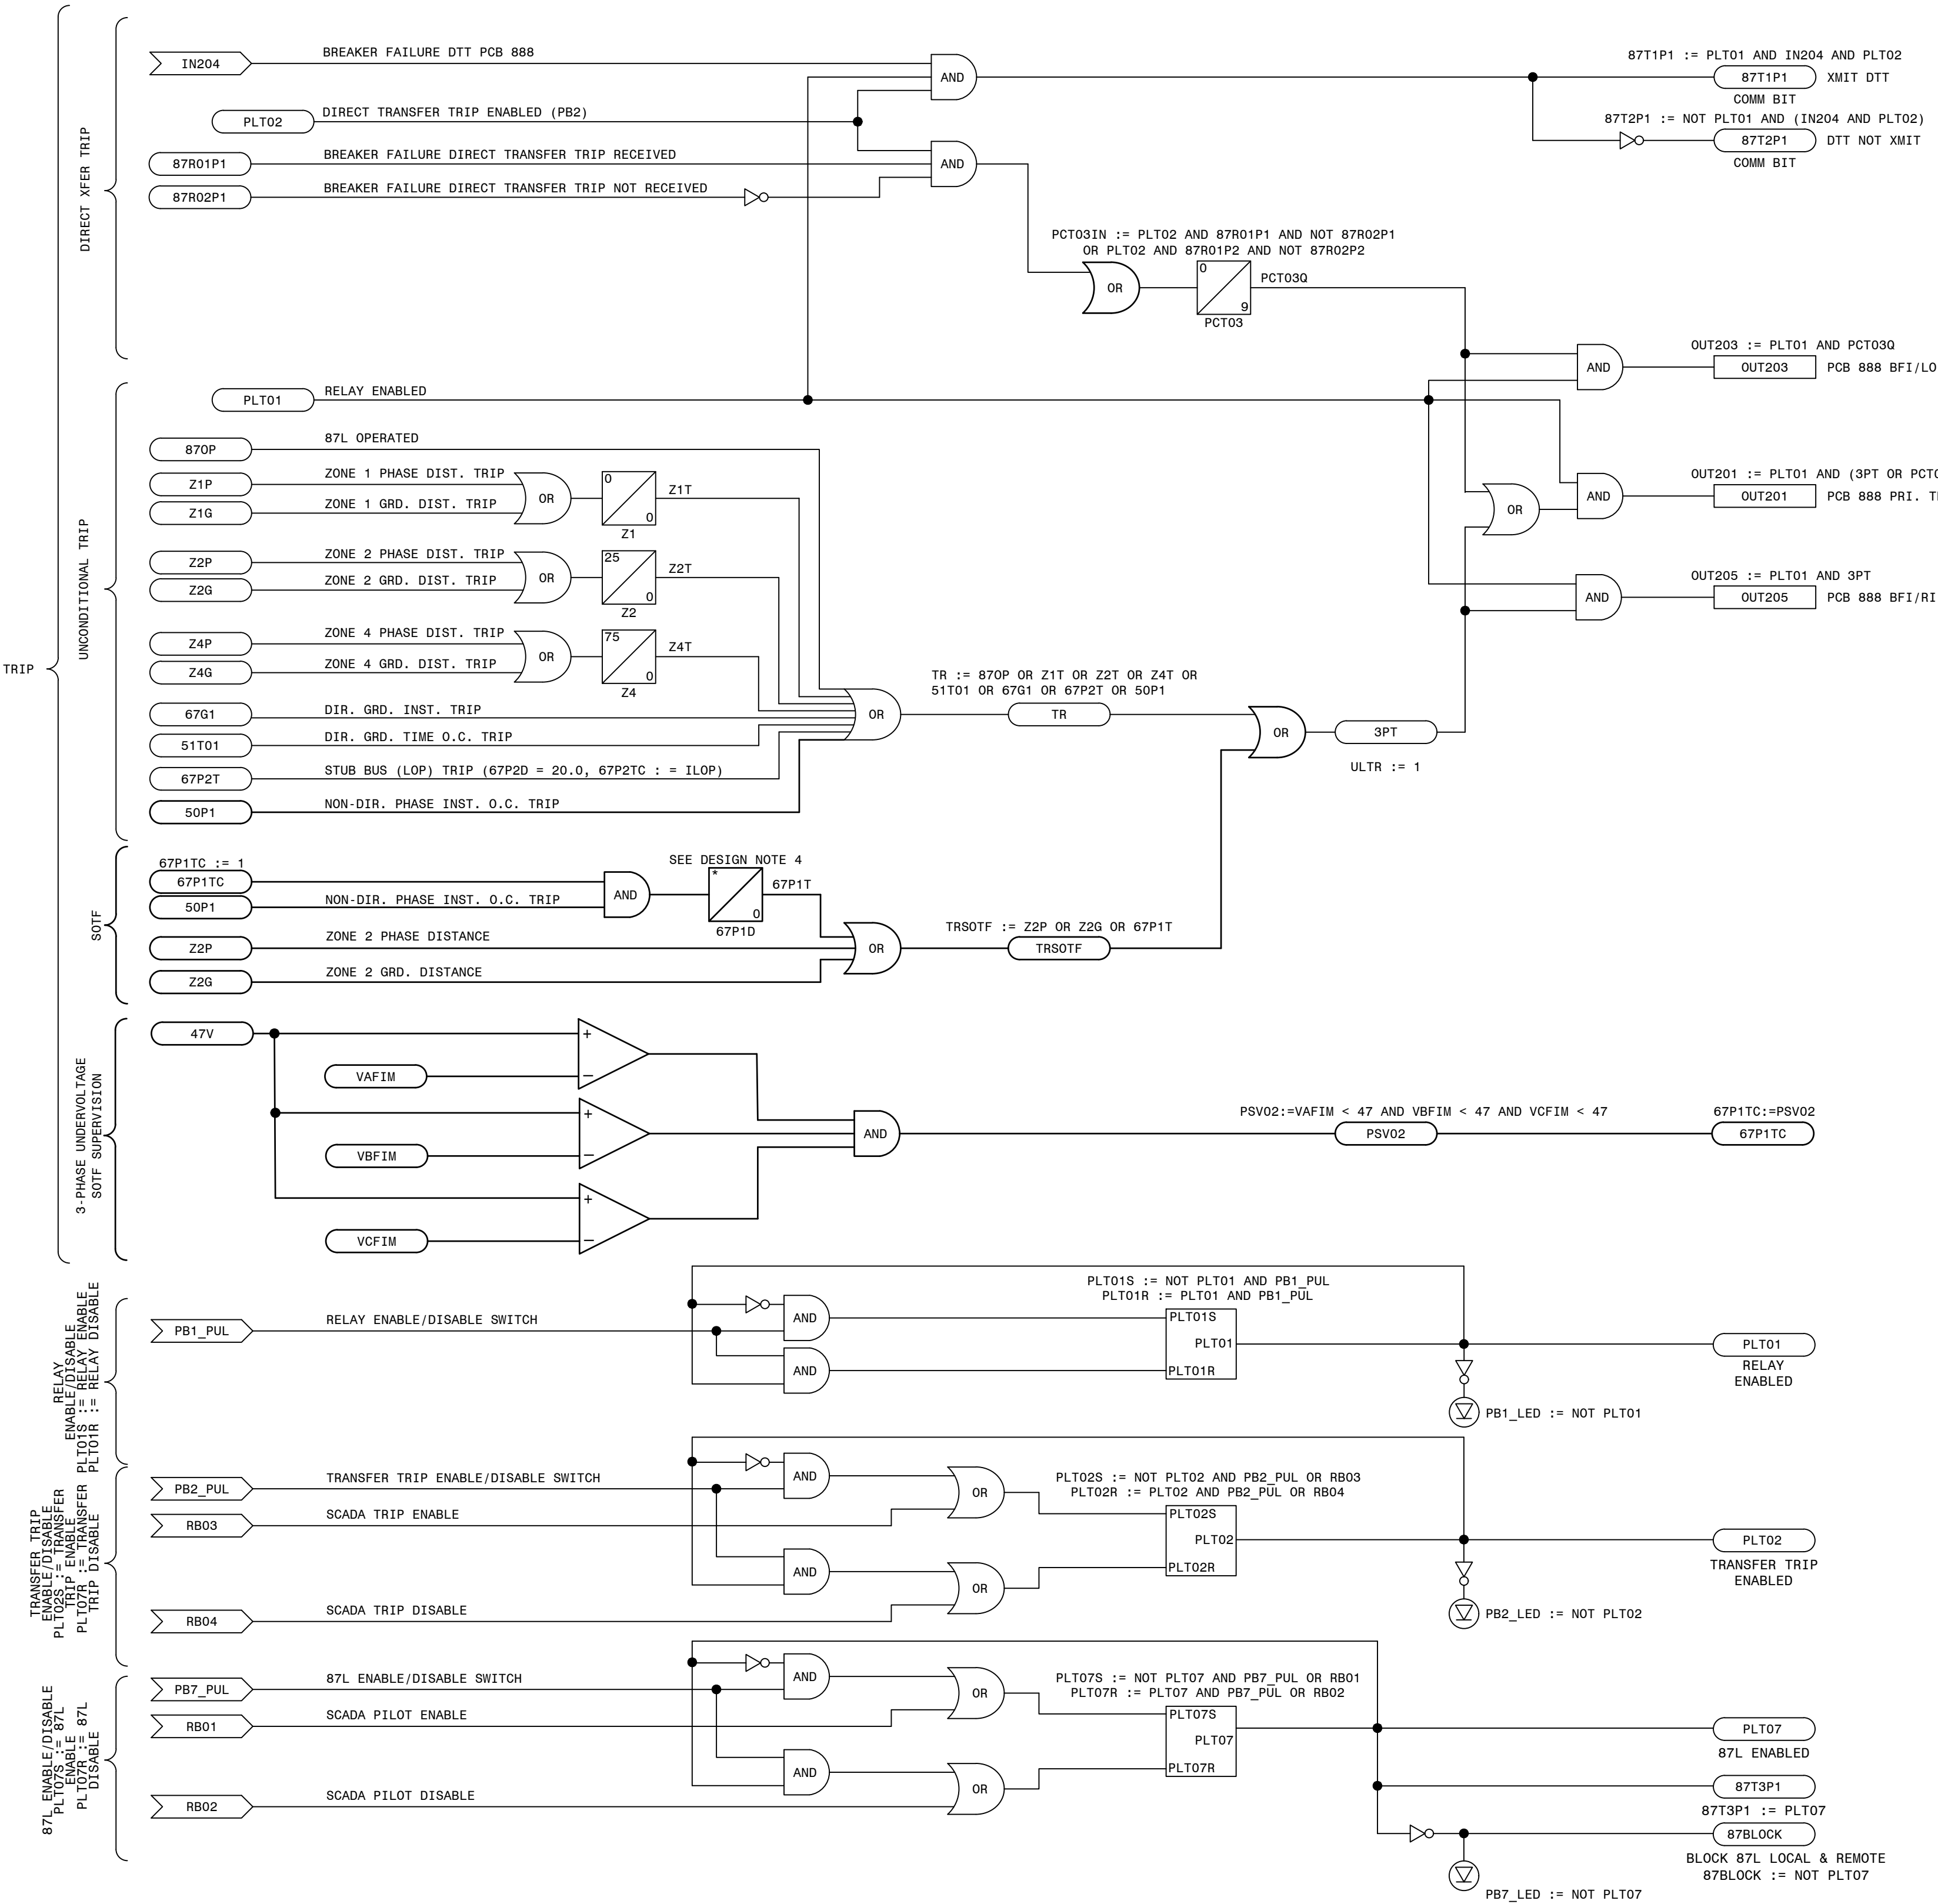 TRIP
DIRECT XFER TRIP
IN204
BREAKER FAILURE DTT PCB 888
AND
87T1P1 := PLT01 AND IN204 AND PLT02
87T1P1
XMIT DTT
COMM BIT
PLT02
DIRECT TRANSFER TRIP ENABLED (PB2)
87T2P1 := NOT PLT01 AND (IN204 AND PLT02)
87T2P1
DTT NOT XMIT
COMM BIT
87R01P1
BREAKER FAILURE DIRECT TRANSFER TRIP RECEIVED
AND
87R02P1
BREAKER FAILURE DIRECT TRANSFER TRIP NOT RECEIVED
PCT03IN := PLT02 AND 87R01P1 AND NOT 87R02P1
OR PLT02 AND 87R01P2 AND NOT 87R02P2
OR
0
9
PCT03Q
PCT03
OUT203 := PLT01 AND PCT03Q
AND
OUT203
PCB 888 BFI/LO
UNCONDITIONAL TRIP
PLT01
RELAY ENABLED
87OP
87L OPERATED
Z1P
ZONE 1 PHASE DIST. TRIP
Z1G
ZONE 1 GRD. DIST. TRIP
OR
0
0
Z1T
Z1
OUT201 := PLT01 AND (3PT OR PCT0
OR
AND
OUT201
PCB 888 PRI. T
Z2P
ZONE 2 PHASE DIST. TRIP
Z2G
ZONE 2 GRD. DIST. TRIP
OR
25
0
Z2T
Z2
OUT205 := PLT01 AND 3PT
AND
OUT205
PCB 888 BFI/RI
Z4P
ZONE 4 PHASE DIST. TRIP
Z4G
ZONE 4 GRD. DIST. TRIP
OR
75
0
Z4T
Z4
67G1
DIR. GRD. INST. TRIP
51T01
DIR. GRD. TIME O.C. TRIP
67P2T
STUB BUS (LOP) TRIP (67P2D = 20.0, 67P2TC : = ILOP)
50P1
NON-DIR. PHASE INST. O.C. TRIP
OR
TR := 87OP OR Z1T OR Z2T OR Z4T OR
51T01 OR 67G1 OR 67P2T OR 50P1
TR
OR
3PT
ULTR := 1
SOTF
67P1TC := 1
67P1TC
50P1
NON-DIR. PHASE INST. O.C. TRIP
AND
SEE DESIGN NOTE 4
*
0
67P1T
67P1D
Z2P
ZONE 2 PHASE DISTANCE
Z2G
ZONE 2 GRD. DISTANCE
OR
TRSOTF := Z2P OR Z2G OR 67P1T
TRSOTF
3-PHASE UNDERVOLTAGE
SOTF SUPERVISION
47V
+
−
VAFIM
+
−
VBFIM
+
−
VCFIM
AND
PSV02:=VAFIM < 47 AND VBFIM < 47 AND VCFIM < 47
PSV02
67P1TC:=PSV02
67P1TC
RELAY
ENABLE/DISABLE
PLT01S := RELAY ENABLE
PLT01R := RELAY DISABLE
PB1_PUL
RELAY ENABLE/DISABLE SWITCH
AND
AND
PLT01S := NOT PLT01 AND PB1_PUL
PLT01R := PLT01 AND PB1_PUL
PLT01S
PLT01
PLT01R
PLT01
RELAY
ENABLED
PB1_LED := NOT PLT01
TRANSFER TRIP
ENABLE/DISABLE
PLT02S := TRANSFER
TRIP ENABLE
PLT07R := TRANSFER
TRIP DISABLE
PB2_PUL
TRANSFER TRIP ENABLE/DISABLE SWITCH
RB03
SCADA TRIP ENABLE
AND
OR
AND
OR
RB04
SCADA TRIP DISABLE
PLT02S := NOT PLT02 AND PB2_PUL OR RB03
PLT02R := PLT02 AND PB2_PUL OR RB04
PLT02S
PLT02
PLT02R
PLT02
TRANSFER TRIP
ENABLED
PB2_LED := NOT PLT02
87L ENABLE/DISABLE
PLT07S := 87L
ENABLE
PLT07R := 87L
DISABLE
PB7_PUL
87L ENABLE/DISABLE SWITCH
RB01
SCADA PILOT ENABLE
AND
OR
AND
OR
RB02
SCADA PILOT DISABLE
PLT07S := NOT PLT07 AND PB7_PUL OR RB01
PLT07R := PLT07 AND PB7_PUL OR RB02
PLT07S
PLT07
PLT07R
PLT07
87L ENABLED
87T3P1
87T3P1 := PLT07
87BLOCK
BLOCK 87L LOCAL & REMOTE
87BLOCK := NOT PLT07
PB7_LED := NOT PLT07